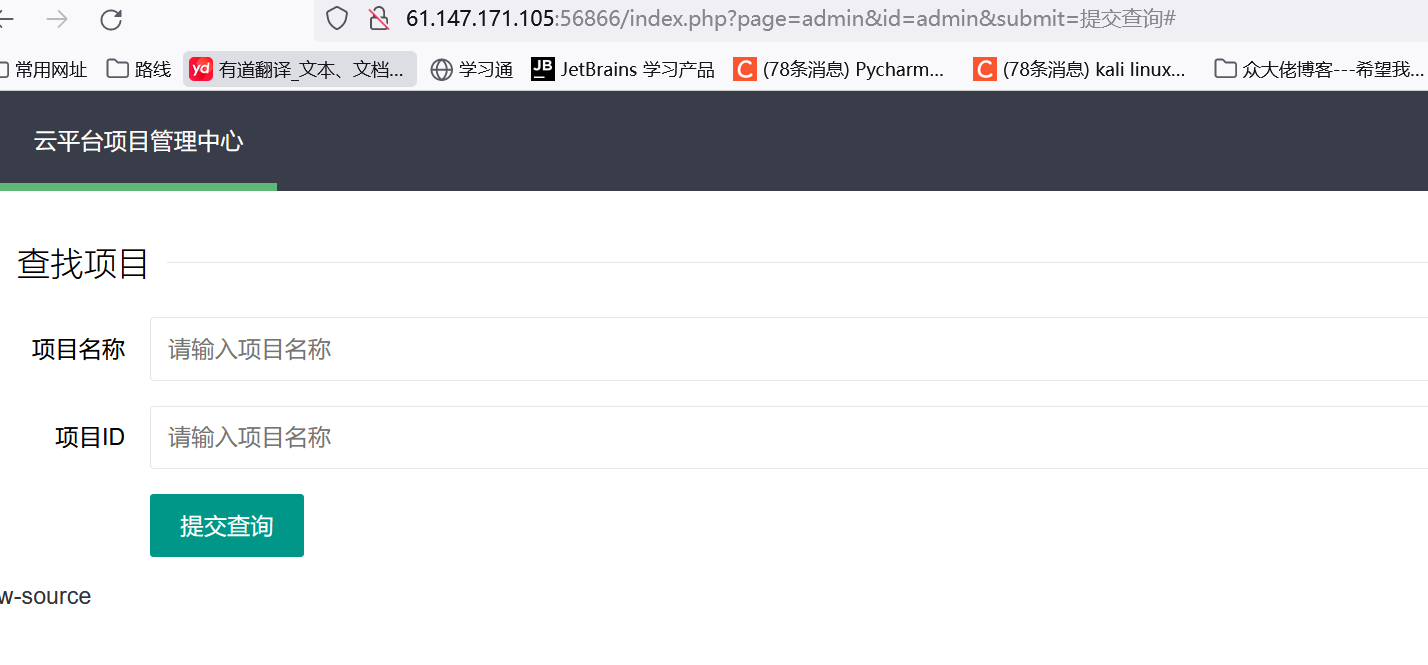 61.147.171.105:56866/index.php?page=admin&id=admin&submit=提交查询#
常用网址 路线 yd 有道翻译_文本、文档... 学习通 JB JetBrains 学习产品 C (78条消息) Pycharm... C (78条消息) kali linux... 众大佬博客---希望我...
云平台项目管理中心
查找项目
项目名称 请输入项目名称
项目ID 请输入项目名称
提交查询
w-source